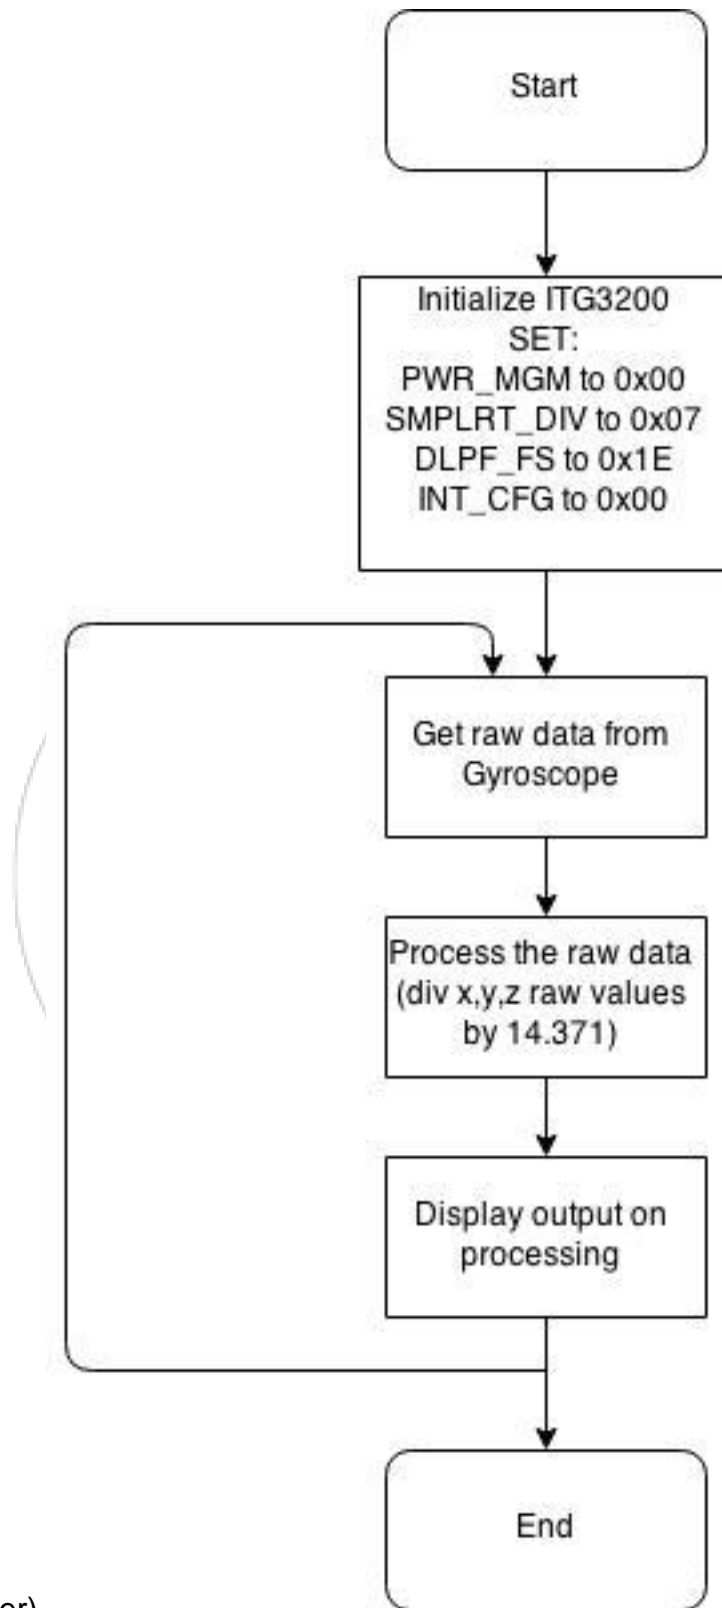 Start
Initialize ITG3200
SET:
PWR_MGM to 0x00
SMPLRT_DIV to 0x07
DLPF_FS to 0x1E
INT_CFG to 0x00
Get raw data from
Gyroscope
Process the raw data
(div x,y,z raw values
by 14.371)
Display output on
processing
End